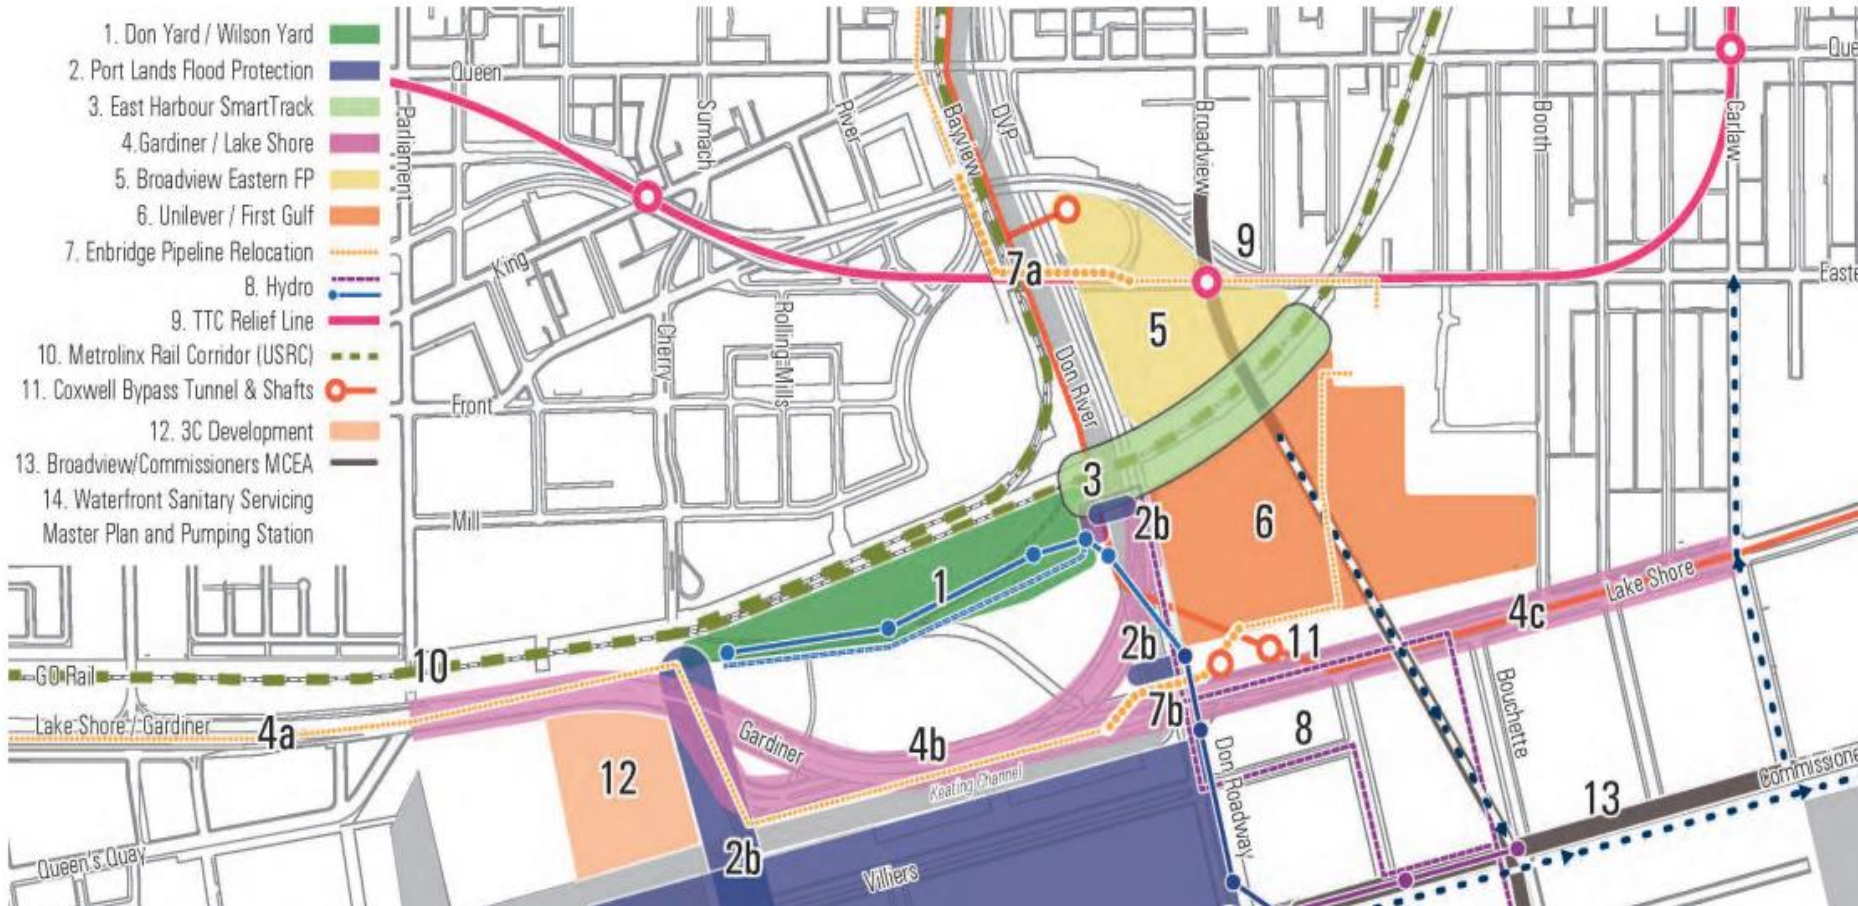 1. Don Yard / Wilson Yard
2. Port Lands Flood Protection
3. East Harbour SmartTrack
4.Gardiner / Lake Shore
5. Broadview Eastern FP
6. Unilever / First Gulf
7. Enbridge Pipeline Relocation
8. Hydro
9. TTC Relief Line
10. Metrolinx Rail Corridor (USRC)
11. Coxwell Bypass Tunnel & Shafts
12. 3C Development
13. Broadview/Commissioners MCEA
14. Waterfront Sanitary Servicing
Master Plan and Pumping Station
Queen
Que
Parliament
Sumach
River
Bayview
DVP
Broadview
Booth
Carlaw
King
9
7a
Easte
Cherry
Rolling Mills
5
Don River
Front
3
Mill
2b
6
1
Lake Shore
4c
2b
11
10
GO Rail
Lake Shore / Gardiner
4a
7b
8
Bouchette
Gardiner
4b
12
Keating Channel
Don Roadway
13
Commissione
Queen's Quay
2b
Villiers